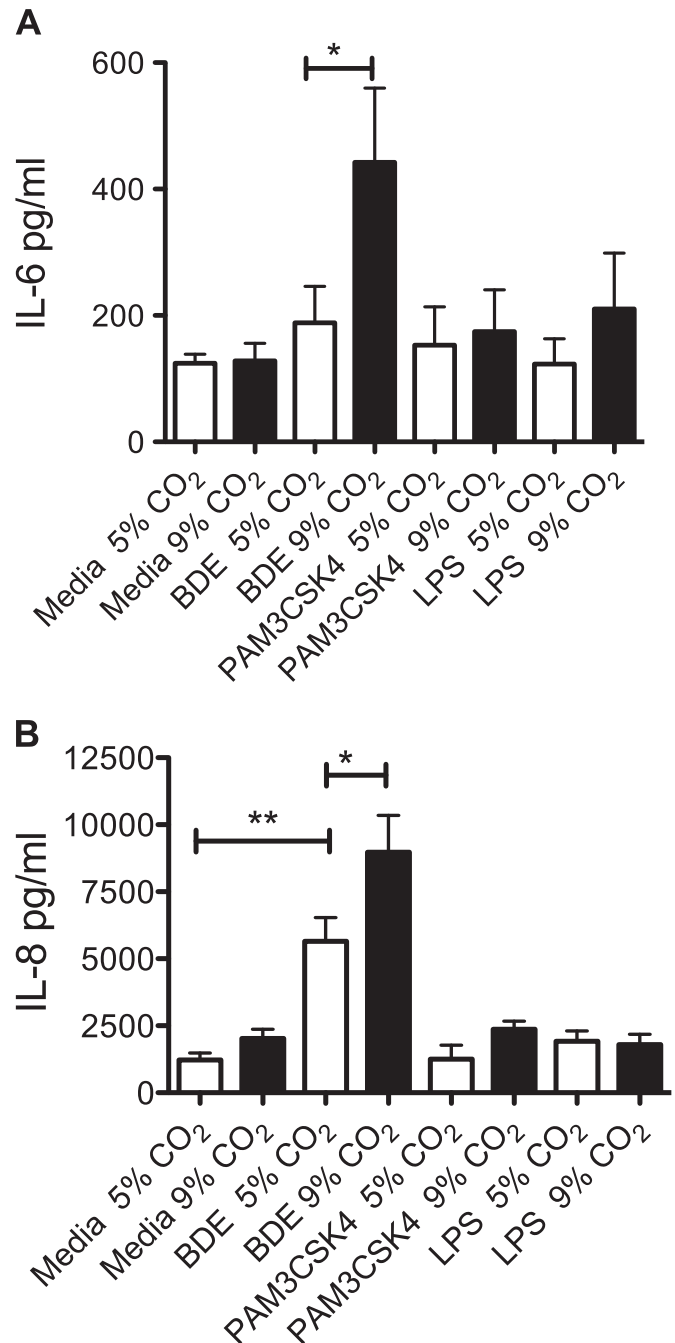 A
*
600
400
200
0
IL-6 pg/ml
Media 5% CO2
Media 9% CO2
BDE 5% CO2
BDE 9% CO2
PAM3CSK4 5% CO2
PAM3CSK4 9% CO2
LPS 5% CO2
LPS 9% CO2
B
*
**
12500
10000
7500
5000
2500
0
IL-8 pg/ml
Media 5% CO2
Media 9% CO2
BDE 5% CO2
BDE 9% CO2
PAM3CSK4 5% CO2
PAM3CSK4 9% CO2
LPS 5% CO2
LPS 9% CO2